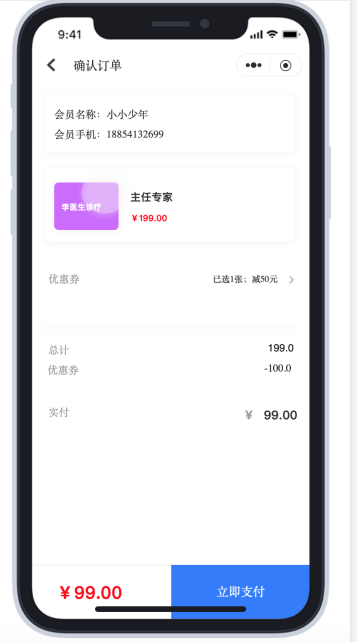 9:41
确认订单
会员名称：小小少年
会员手机：18854132699
李医生诊疗
主任专家
￥199.00
优惠券
已选1张；减50元
总计
199.0
优惠券
-100.0
实付
￥ 99.00
￥99.00
立即支付